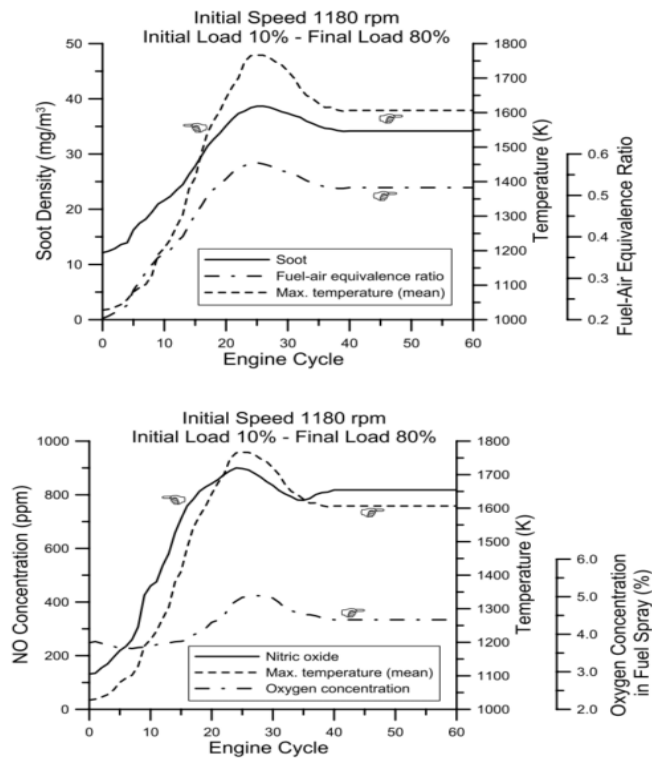 Initial Speed 1180 rpm
Initial Load 10% - Final Load 80%
50
40
30
20
10
0
Soot Density (mg/m³)
1800
1700
1600
1500
1400
1300
1200
1100
1000
Temperature (K)
0.6
0.5
0.4
0.3
0.2
Fuel-Air Equivalence Ratio
Soot
Fuel-air equivalence ratio
Max. temperature (mean)
0 10 20 30 40 50 60
Engine Cycle
Initial Speed 1180 rpm
Initial Load 10% - Final Load 80%
1000
800
600
400
200
0
NO Concentration (ppm)
1800
1700
1600
1500
1400
1300
1200
1100
1000
Temperature (K)
6.0
5.0
4.0
3.0
2.0
Oxygen Concentration
in Fuel Spray (%)
Nitric oxide
Max. temperature (mean)
Oxygen concentration
0 10 20 30 40 50 60
Engine Cycle